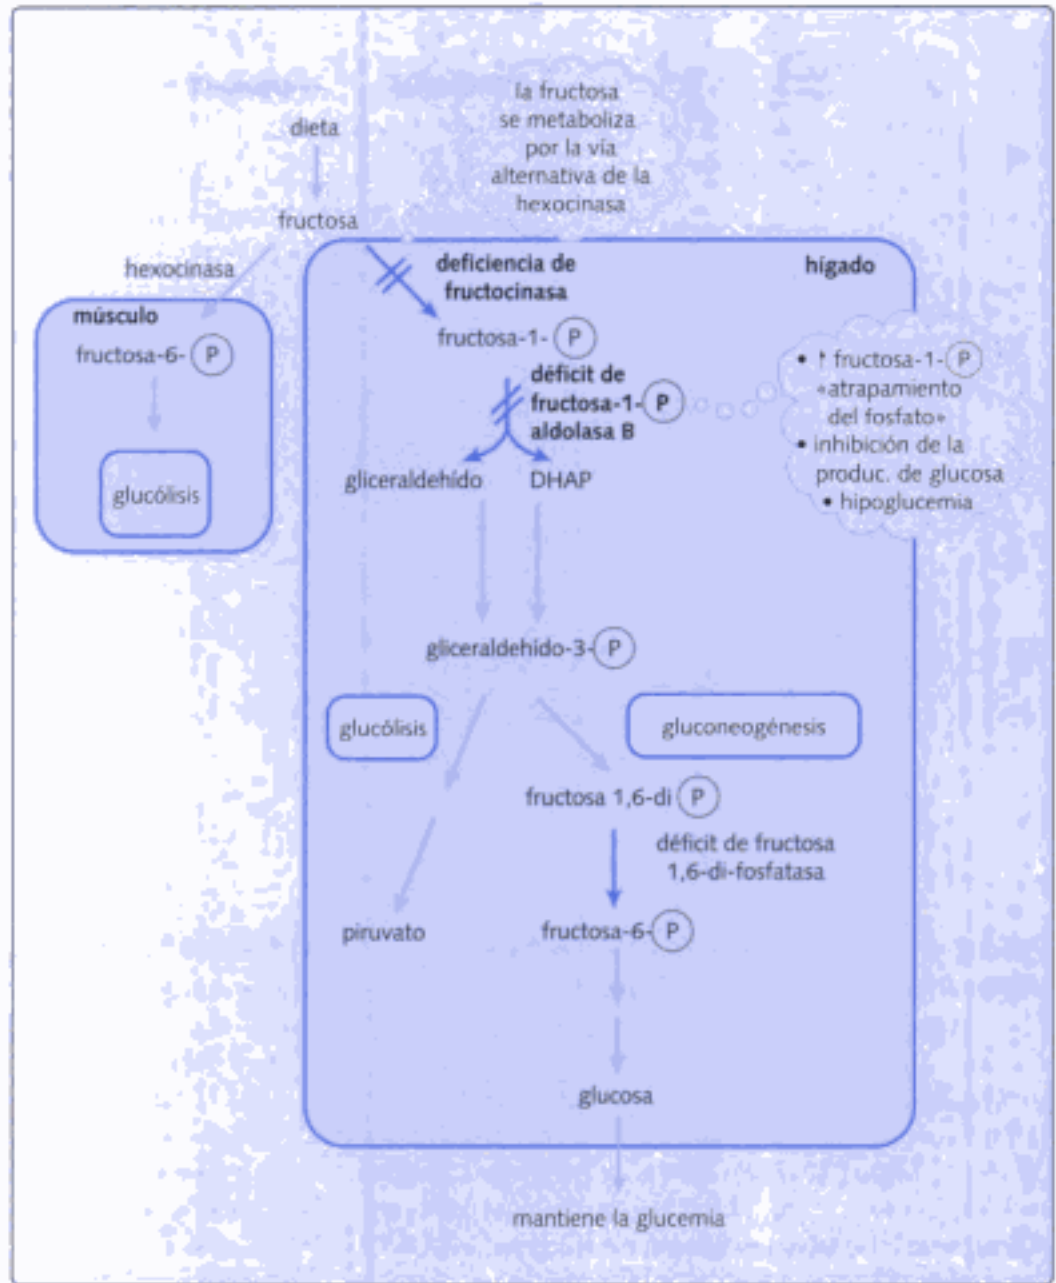 la fructosa
se metaboliza
por la vía
alternativa de la
hexocinasa
dieta
fructosa
hexocinasa
músculo
fructosa-6- P
glucólisis
hígado
deficiencia de
fructocinasa
fructosa-1- P
déficit de
fructosa-1- P
aldolasa B
• ↑ fructosa-1- P
«atrapamiento
del fosfato»
• inhibición de la
produc. de glucosa
• hipoglucemia
gliceraldehído DHAP
gliceraldehído-3- P
glucólisis
gluconeogénesis
fructosa 1,6-di P
déficit de fructosa
1,6-di-fosfatasa
piruvato
fructosa-6- P
glucosa
mantiene la glucemia